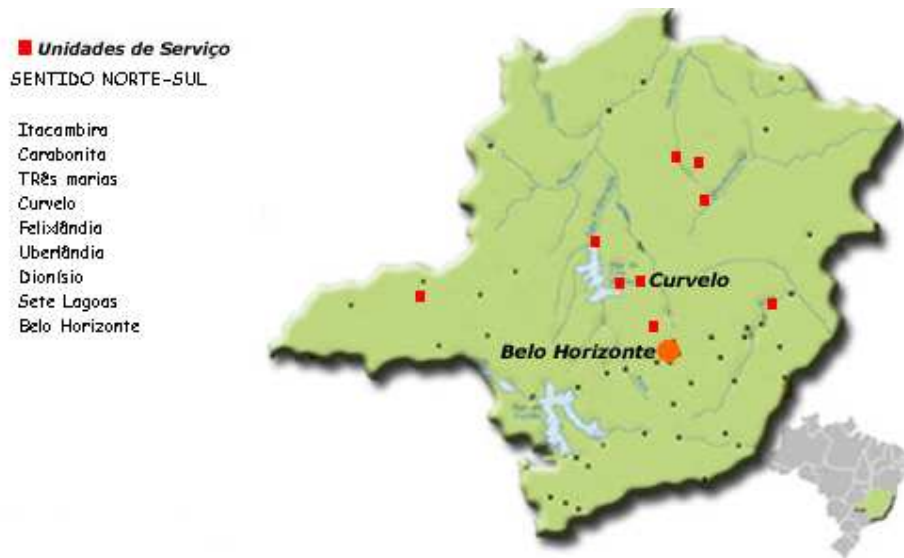 Unidades de Serviço
SENTIDO NORTE-SUL
Itacambira
Carabonita
TRês marias
Curvelo
Felixlândia
Uberlândia
Dionísio
Sete Lagoas
Belo Horizonte
Curvelo
Belo Horizonte